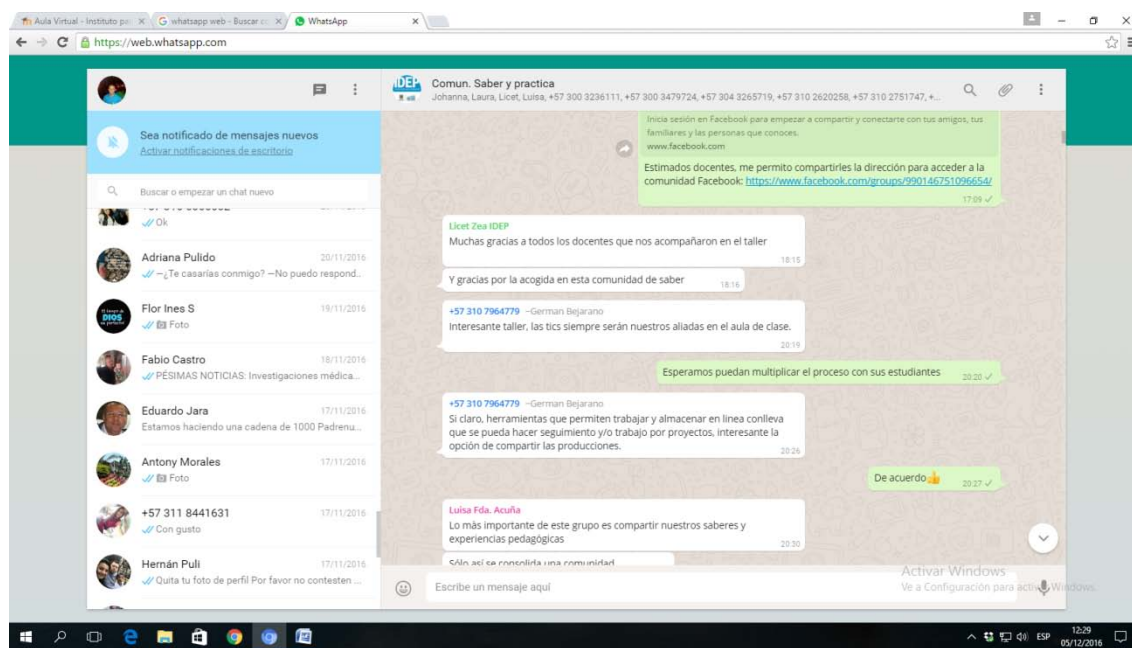 Aula Virtual - Instituto pa
whatsapp web - Buscar c
WhatsApp
https://web.whatsapp.com
IDEP
Comun. Saber y practica
Johanna, Laura, Licet, Luisa, +57 300 3236111, +57 300 3479724, +57 304 3265719, +57 310 2620258, +57 310 2751747, +...
Sea notificado de mensajes nuevos
Activar notificaciones de escritorio
Buscar o empezar un chat nuevo
Ok
Adriana Pulido 20/11/2016
—¿Te casarías conmigo? —No puedo respond...
Flor Ines S 19/11/2016
Foto
Fabio Castro 18/11/2016
PÉSIMAS NOTICIAS: Investigaciones médica...
Eduardo Jara 17/11/2016
Estamos haciendo una cadena de 1000 Padrenu...
Antony Morales 17/11/2016
Foto
+57 311 8441631 17/11/2016
Con gusto
Hernán Puli 17/11/2016
Quita tu foto de perfil Por favor no contesten ...
Inicia sesión en Facebook para empezar a compartir y conectarte con tus amigos, tus
familiares y las personas que conoces.
www.facebook.com
Estimados docentes, me permito compartirles la dirección para acceder a la
comunidad Facebook: https://www.facebook.com/groups/990146751096654/
17:09
Licet Zea IDEP
Muchas gracias a todos los docentes que nos acompañaron en el taller
18:15
Y gracias por la acogida en esta comunidad de saber 18:16
+57 310 7964779 ~German Bejarano
Interesante taller, las tics siempre serán nuestros aliadas en el aula de clase.
20:19
Esperamos puedan multiplicar el proceso con sus estudiantes 20:20
+57 310 7964779 ~German Bejarano
Si claro, herramientas que permiten trabajar y almacenar en linea conlleva
que se pueda hacer seguimiento y/o trabajo por proyectos, interesante la
opción de compartir las producciones.
20:26
De acuerdo👍 20:27
Luisa Fda. Acuña
Lo más importante de este grupo es compartir nuestros saberes y
experiencias pedagógicas
20:30
Sólo así se consolida una comunidad
Escribe un mensaje aquí
Activar Windows
Ve a Configuración para activar Windows.
ESP
12:29
05/12/2016